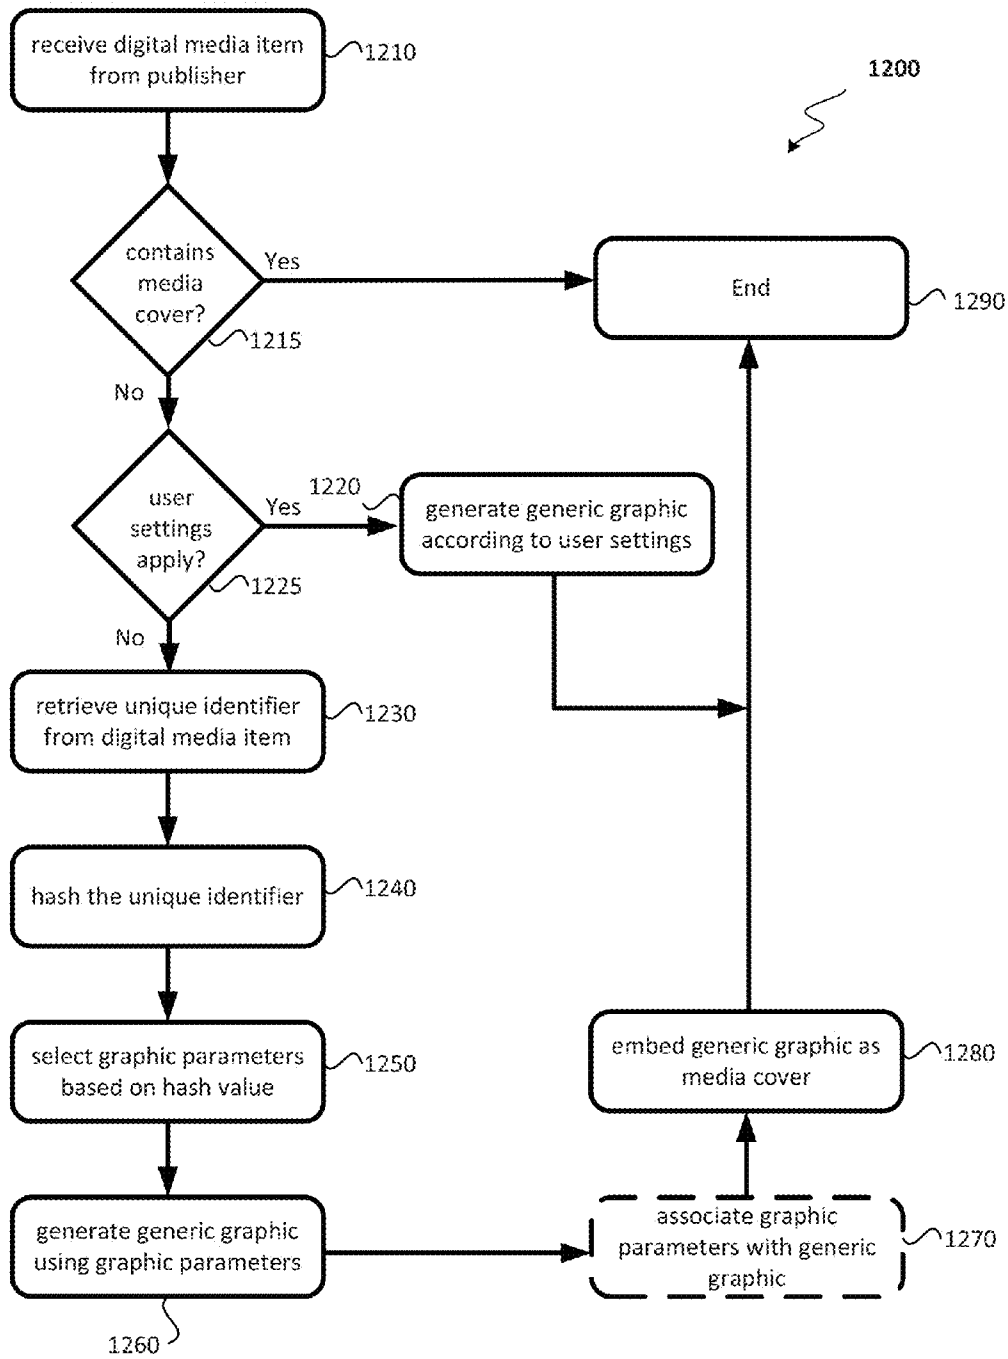 receive digital media item
from publisher
1210
1200
contains
media
cover?
Yes
1215
End
1290
No
user
settings
apply?
Yes
1225
1220
generate generic graphic
according to user settings
No
retrieve unique identifier
from digital media item
1230
hash the unique identifier
1240
select graphic parameters
based on hash value
1250
embed generic graphic as
media cover
1280
generate generic graphic
using graphic parameters
1260
associate graphic
parameters with generic
graphic
1270